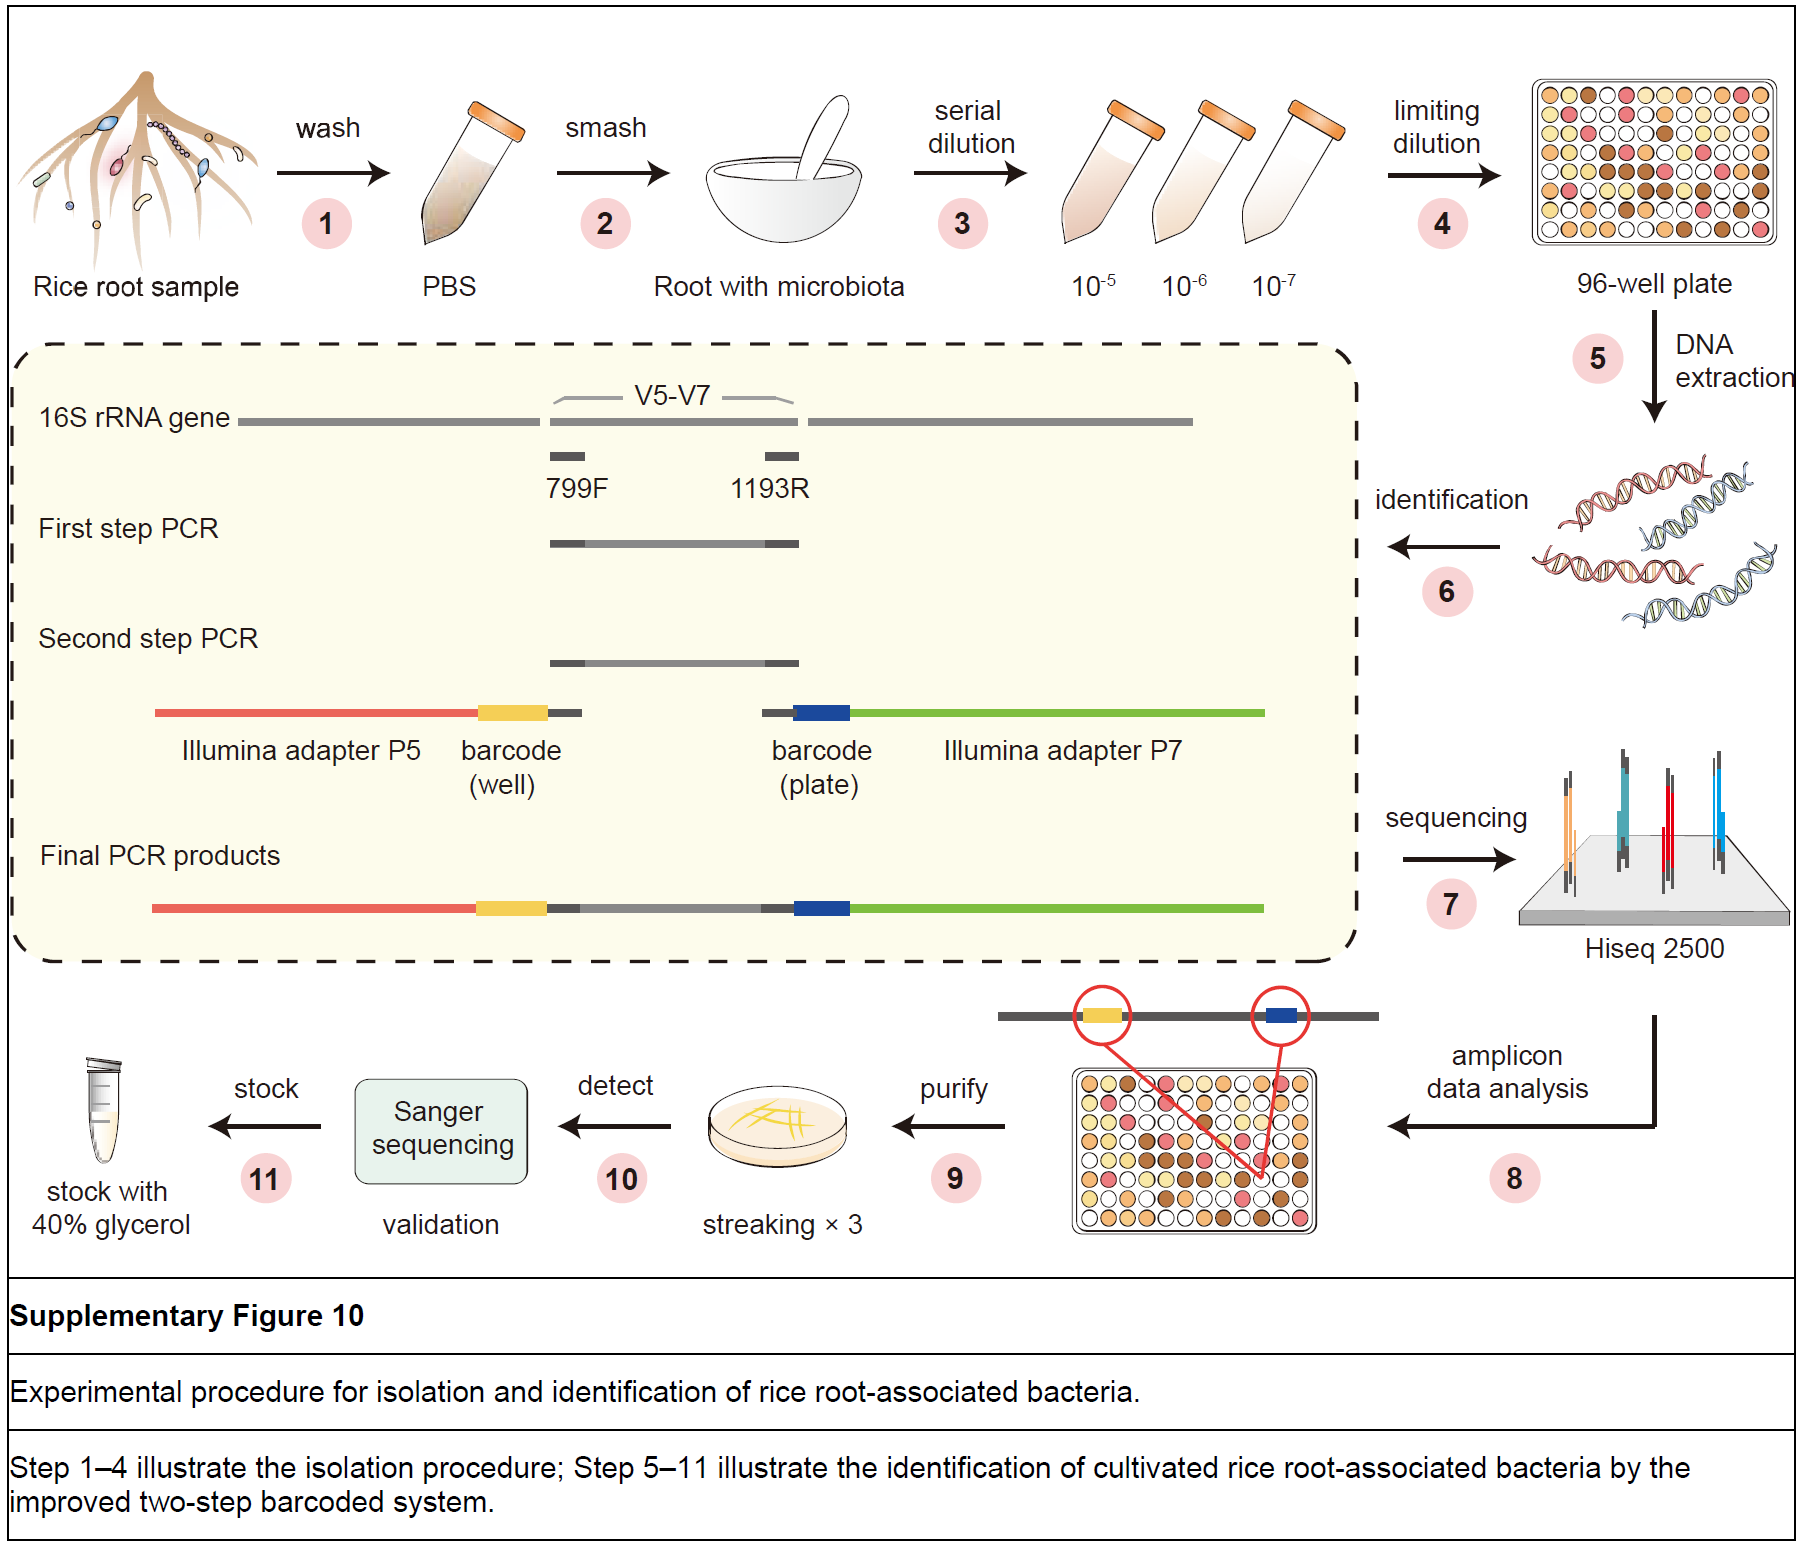 wash
smash
serial
dilution
limiting
dilution
1
2
3
4
Rice root sample
PBS
Root with microbiota
10-5
10-6
10-7
96-well plate
5
DNA
extraction
V5-V7
16S rRNA gene
799F
1193R
identification
First step PCR
6
Second step PCR
Illumina adapter P5
barcode
(well)
barcode
(plate)
Illumina adapter P7
sequencing
Final PCR products
7
Hiseq 2500
amplicon
data analysis
8
purify
9
detect
10
stock
11
Sanger
sequencing
stock with
40% glycerol
validation
streaking × 3
Supplementary Figure 10
Experimental procedure for isolation and identification of rice root-associated bacteria.
Step 1–4 illustrate the isolation procedure; Step 5–11 illustrate the identification of cultivated rice root-associated bacteria by the
improved two-step barcoded system.